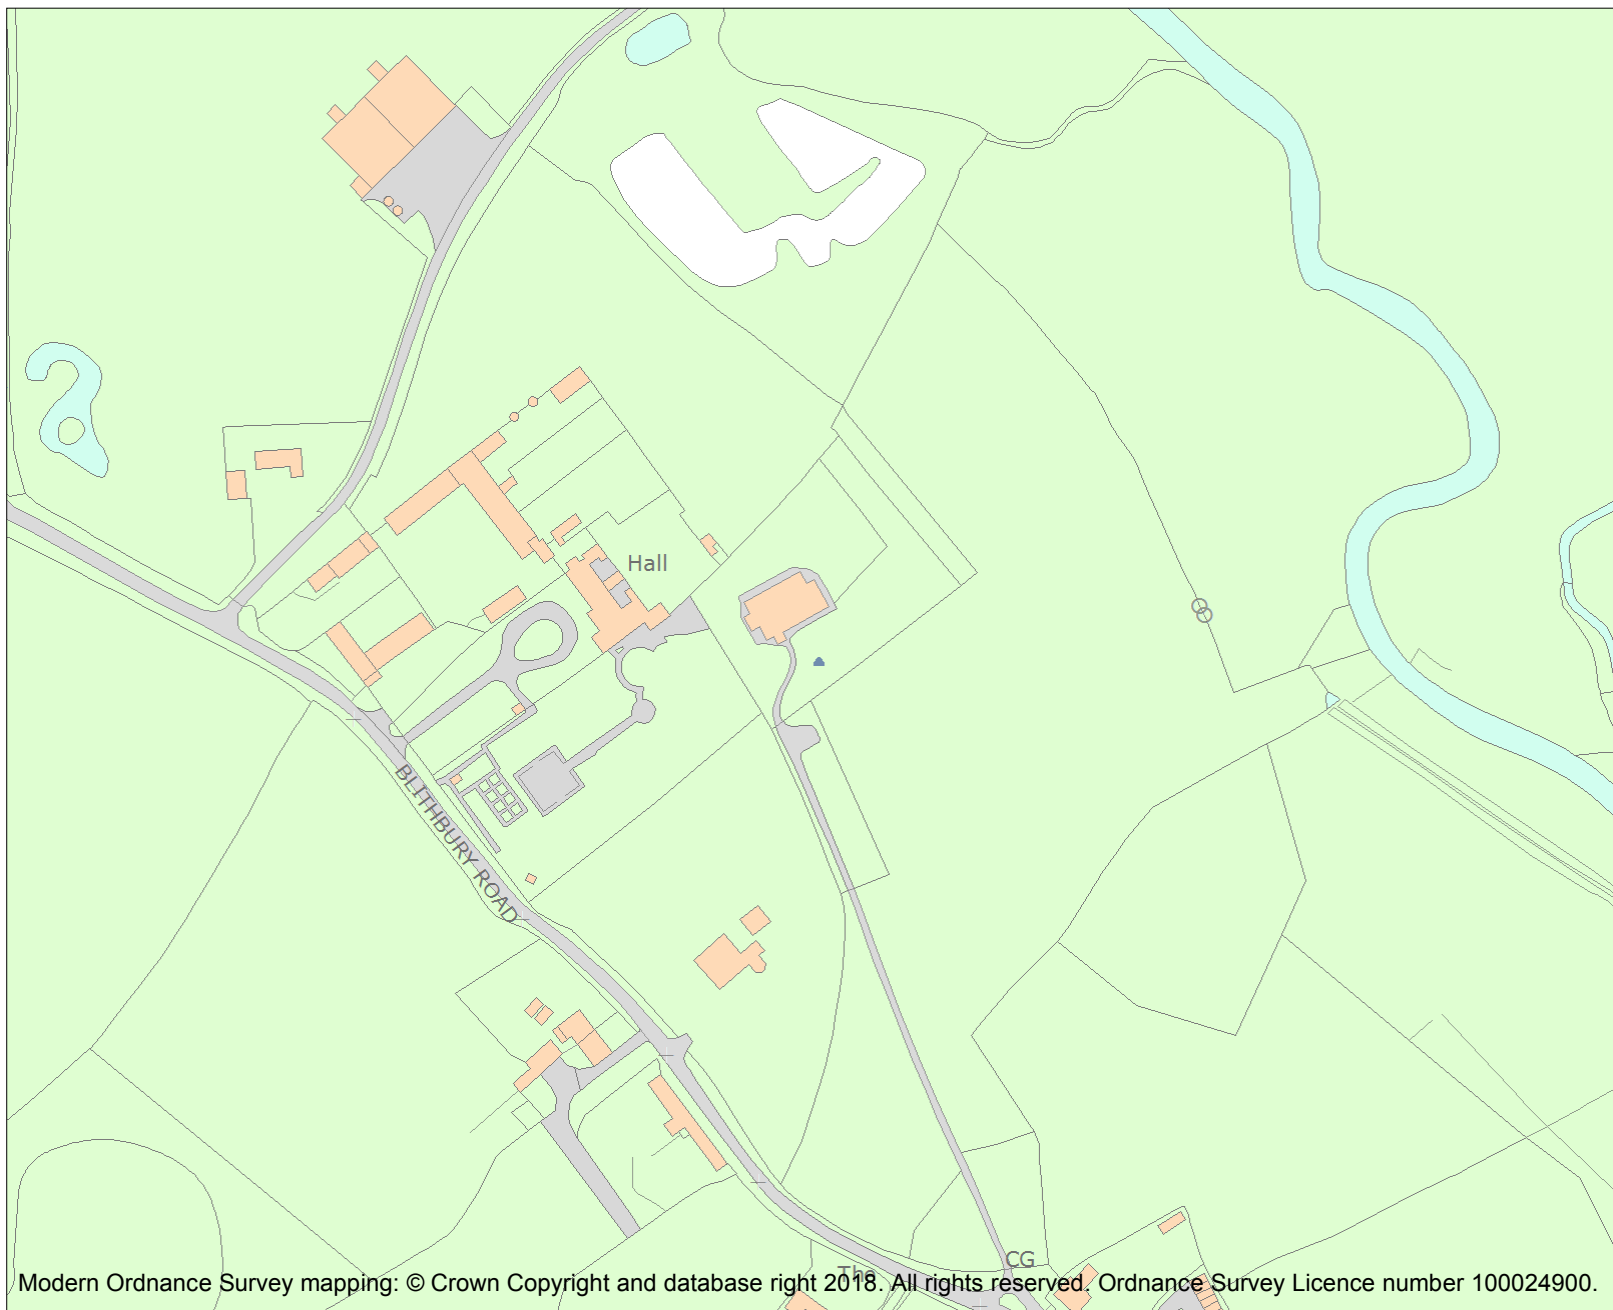 Hall
BLITHBURY ROAD
CG
The
Modern Ordnance Survey mapping: © Crown Copyright and database right 2018. All rights reserved. Ordnance Survey Licence number 100024900.